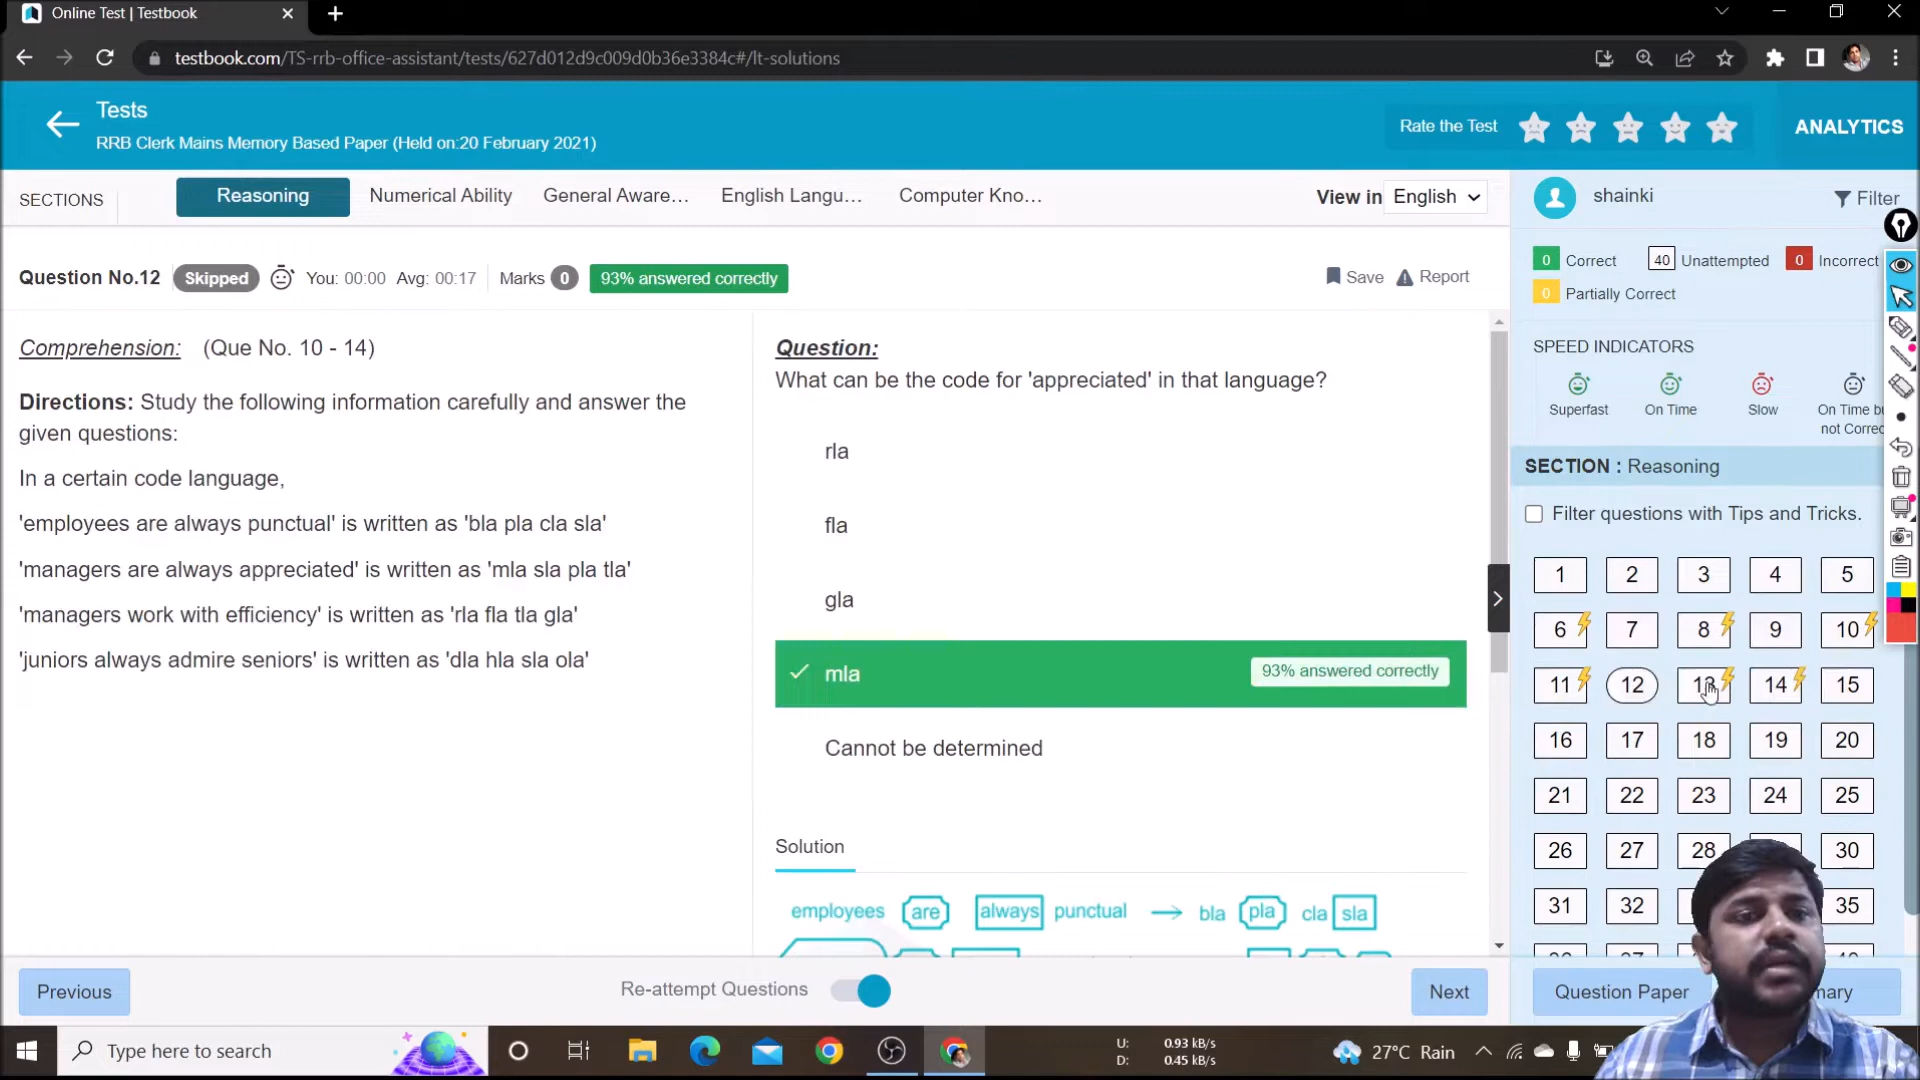 Online Test | Testbook
testbook.com/TS-rrb-office-assistant/tests/627d012d9c009d0b36e3384c#/lt-solutions
Tests
RRB Clerk Mains Memory Based Paper (Held on:20 February 2021)
Rate the Test
ANALYTICS
SECTIONS
Reasoning
Numerical Ability
General Aware...
English Langu...
Computer Kno...
View in English
shainki
Filter
Question No.12
Skipped
You: 00:00 Avg: 00:17
Marks 0
93% answered correctly
Save
Report
0 Correct
40 Unattempted
0 Incorrect
0 Partially Correct
SPEED INDICATORS
Superfast
On Time
Slow
On Time bu
not Correc
Comprehension: (Que No. 10 - 14)
Directions: Study the following information carefully and answer the
given questions:
In a certain code language,
'employees are always punctual' is written as 'bla pla cla sla'
'managers are always appreciated' is written as 'mla sla pla tla'
'managers work with efficiency' is written as 'rla fla tla gla'
'juniors always admire seniors' is written as 'dla hla sla ola'
Question:
What can be the code for 'appreciated' in that language?
rla
fla
gla
mla
93% answered correctly
Cannot be determined
Solution
employees are always punctual → bla pla cla sla
SECTION : Reasoning
Filter questions with Tips and Tricks.
1 2 3 4 5
6 7 8 9 10
11 12 13 14 15
16 17 18 19 20
21 22 23 24 25
26 27 28 30
31 32 35
Previous
Re-attempt Questions
Next
Question Paper
mary
Type here to search
U: 0.93 kB/s
D: 0.45 kB/s
27°C Rain